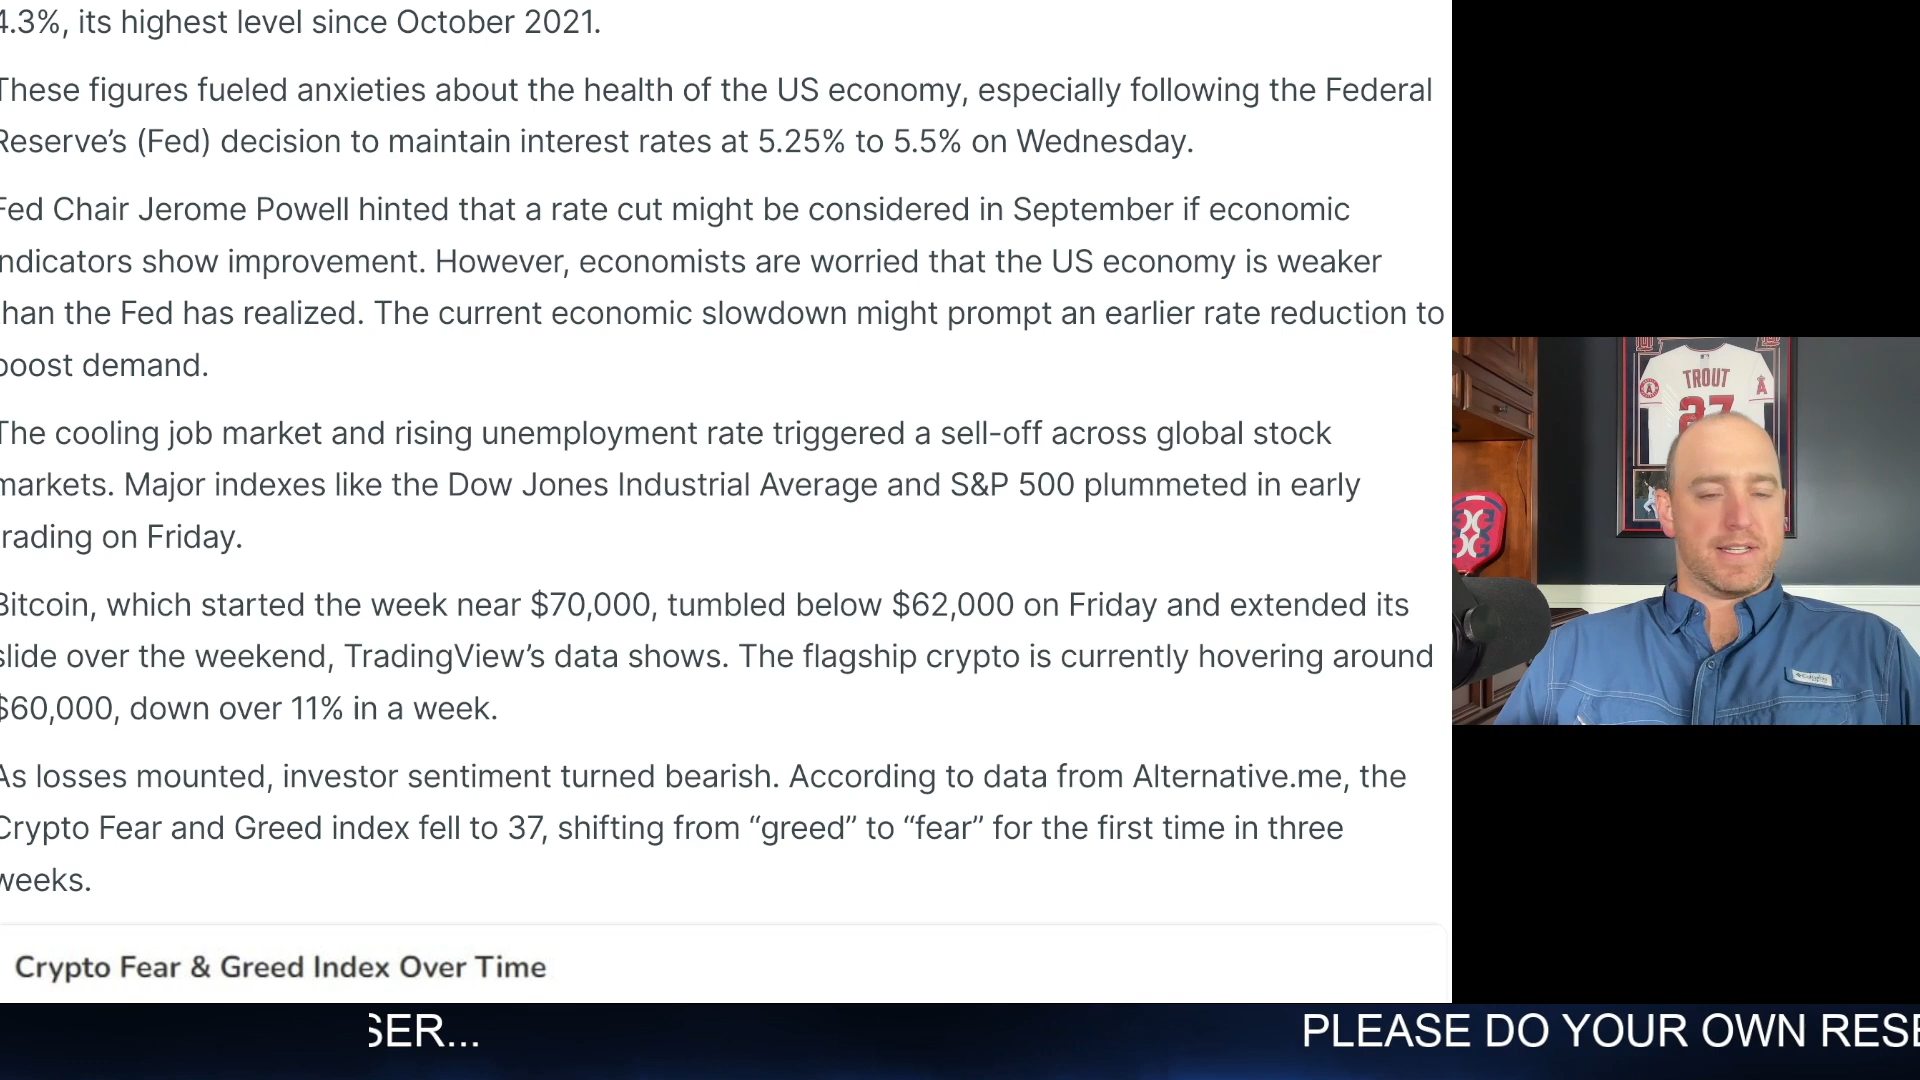 4.3%, its highest level since October 2021.
These figures fueled anxieties about the health of the US economy, especially following the Federal
Reserve's (Fed) decision to maintain interest rates at 5.25% to 5.5% on Wednesday.
Fed Chair Jerome Powell hinted that a rate cut might be considered in September if economic
indicators show improvement. However, economists are worried that the US economy is weaker
than the Fed has realized. The current economic slowdown might prompt an earlier rate reduction to
boost demand.
The cooling job market and rising unemployment rate triggered a sell-off across global stock
markets. Major indexes like the Dow Jones Industrial Average and S&P 500 plummeted in early
trading on Friday.
Bitcoin, which started the week near $70,000, tumbled below $62,000 on Friday and extended its
slide over the weekend, TradingView's data shows. The flagship crypto is currently hovering around
$60,000, down over 11% in a week.
As losses mounted, investor sentiment turned bearish. According to data from Alternative.me, the
Crypto Fear and Greed index fell to 37, shifting from “greed” to “fear” for the first time in three
weeks.
Crypto Fear & Greed Index Over Time
TROUT
27
Columbia
SER...
PLEASE DO YOUR OWN RESE